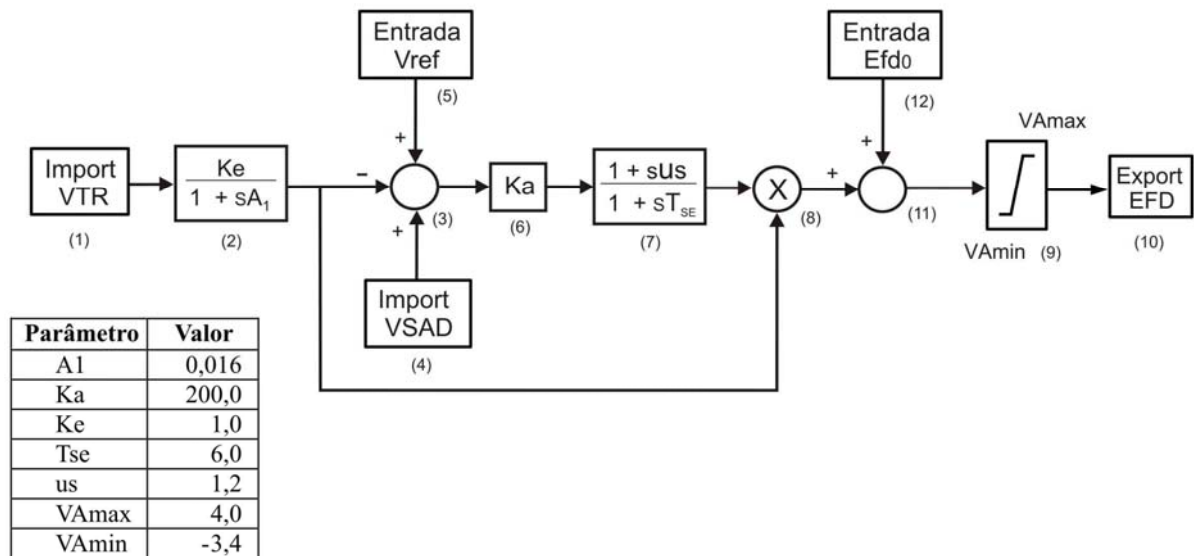 Entrada
Vref
(5)
Entrada
Efd0
(12)
+
+
VAmax
Import
VTR
(1)
Ke
1 + sA1
(2)
−
(3)
+
Ka
(6)
1 + sus
1 + sTSE
(7)
X
(8)
+
(11)
VAmin
(9)
Export
EFD
(10)
Import
VSAD
(4)
Parâmetro Valor
A1 0,016
Ka 200,0
Ke 1,0
Tse 6,0
us 1,2
VAmax 4,0
VAmin -3,4